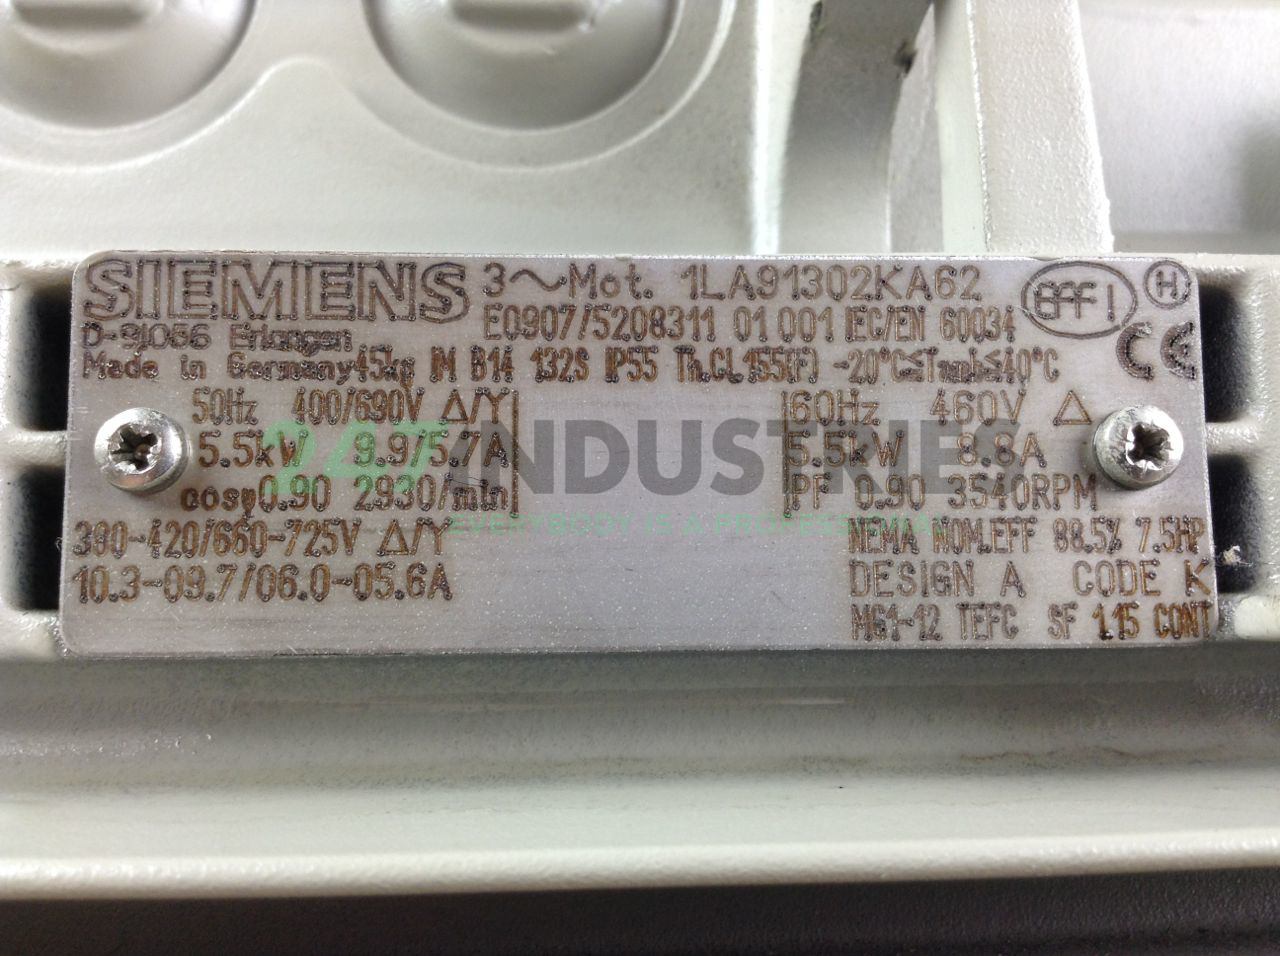 SIEMENS 3~Mot. 1LA91302KA62 EFF1 H
D-91056 Erlangen E0907/5208311 01 001 IEC/EN 60034 CE
Made in Germany 45kg IM B14 132S IP55 Th.Cl.155(F) -20°C≤Tamb≤40°C
50Hz 400/690V Δ/Y 60Hz 460V Δ
5.5kW 9.9/5.7A 5.5kW 8.8A
cosφ0.90 2930/min PF 0.90 3540RPM
380-420/660-725V Δ/Y NEMA NOM.EFF 88.5% 7.5HP
10.3-09.7/06.0-05.6A DESIGN A CODE K
MG1-12 TEFC SF 1.15 CONT
247INDUSTRIES
EVERYBODY IS A PROFESSIONAL